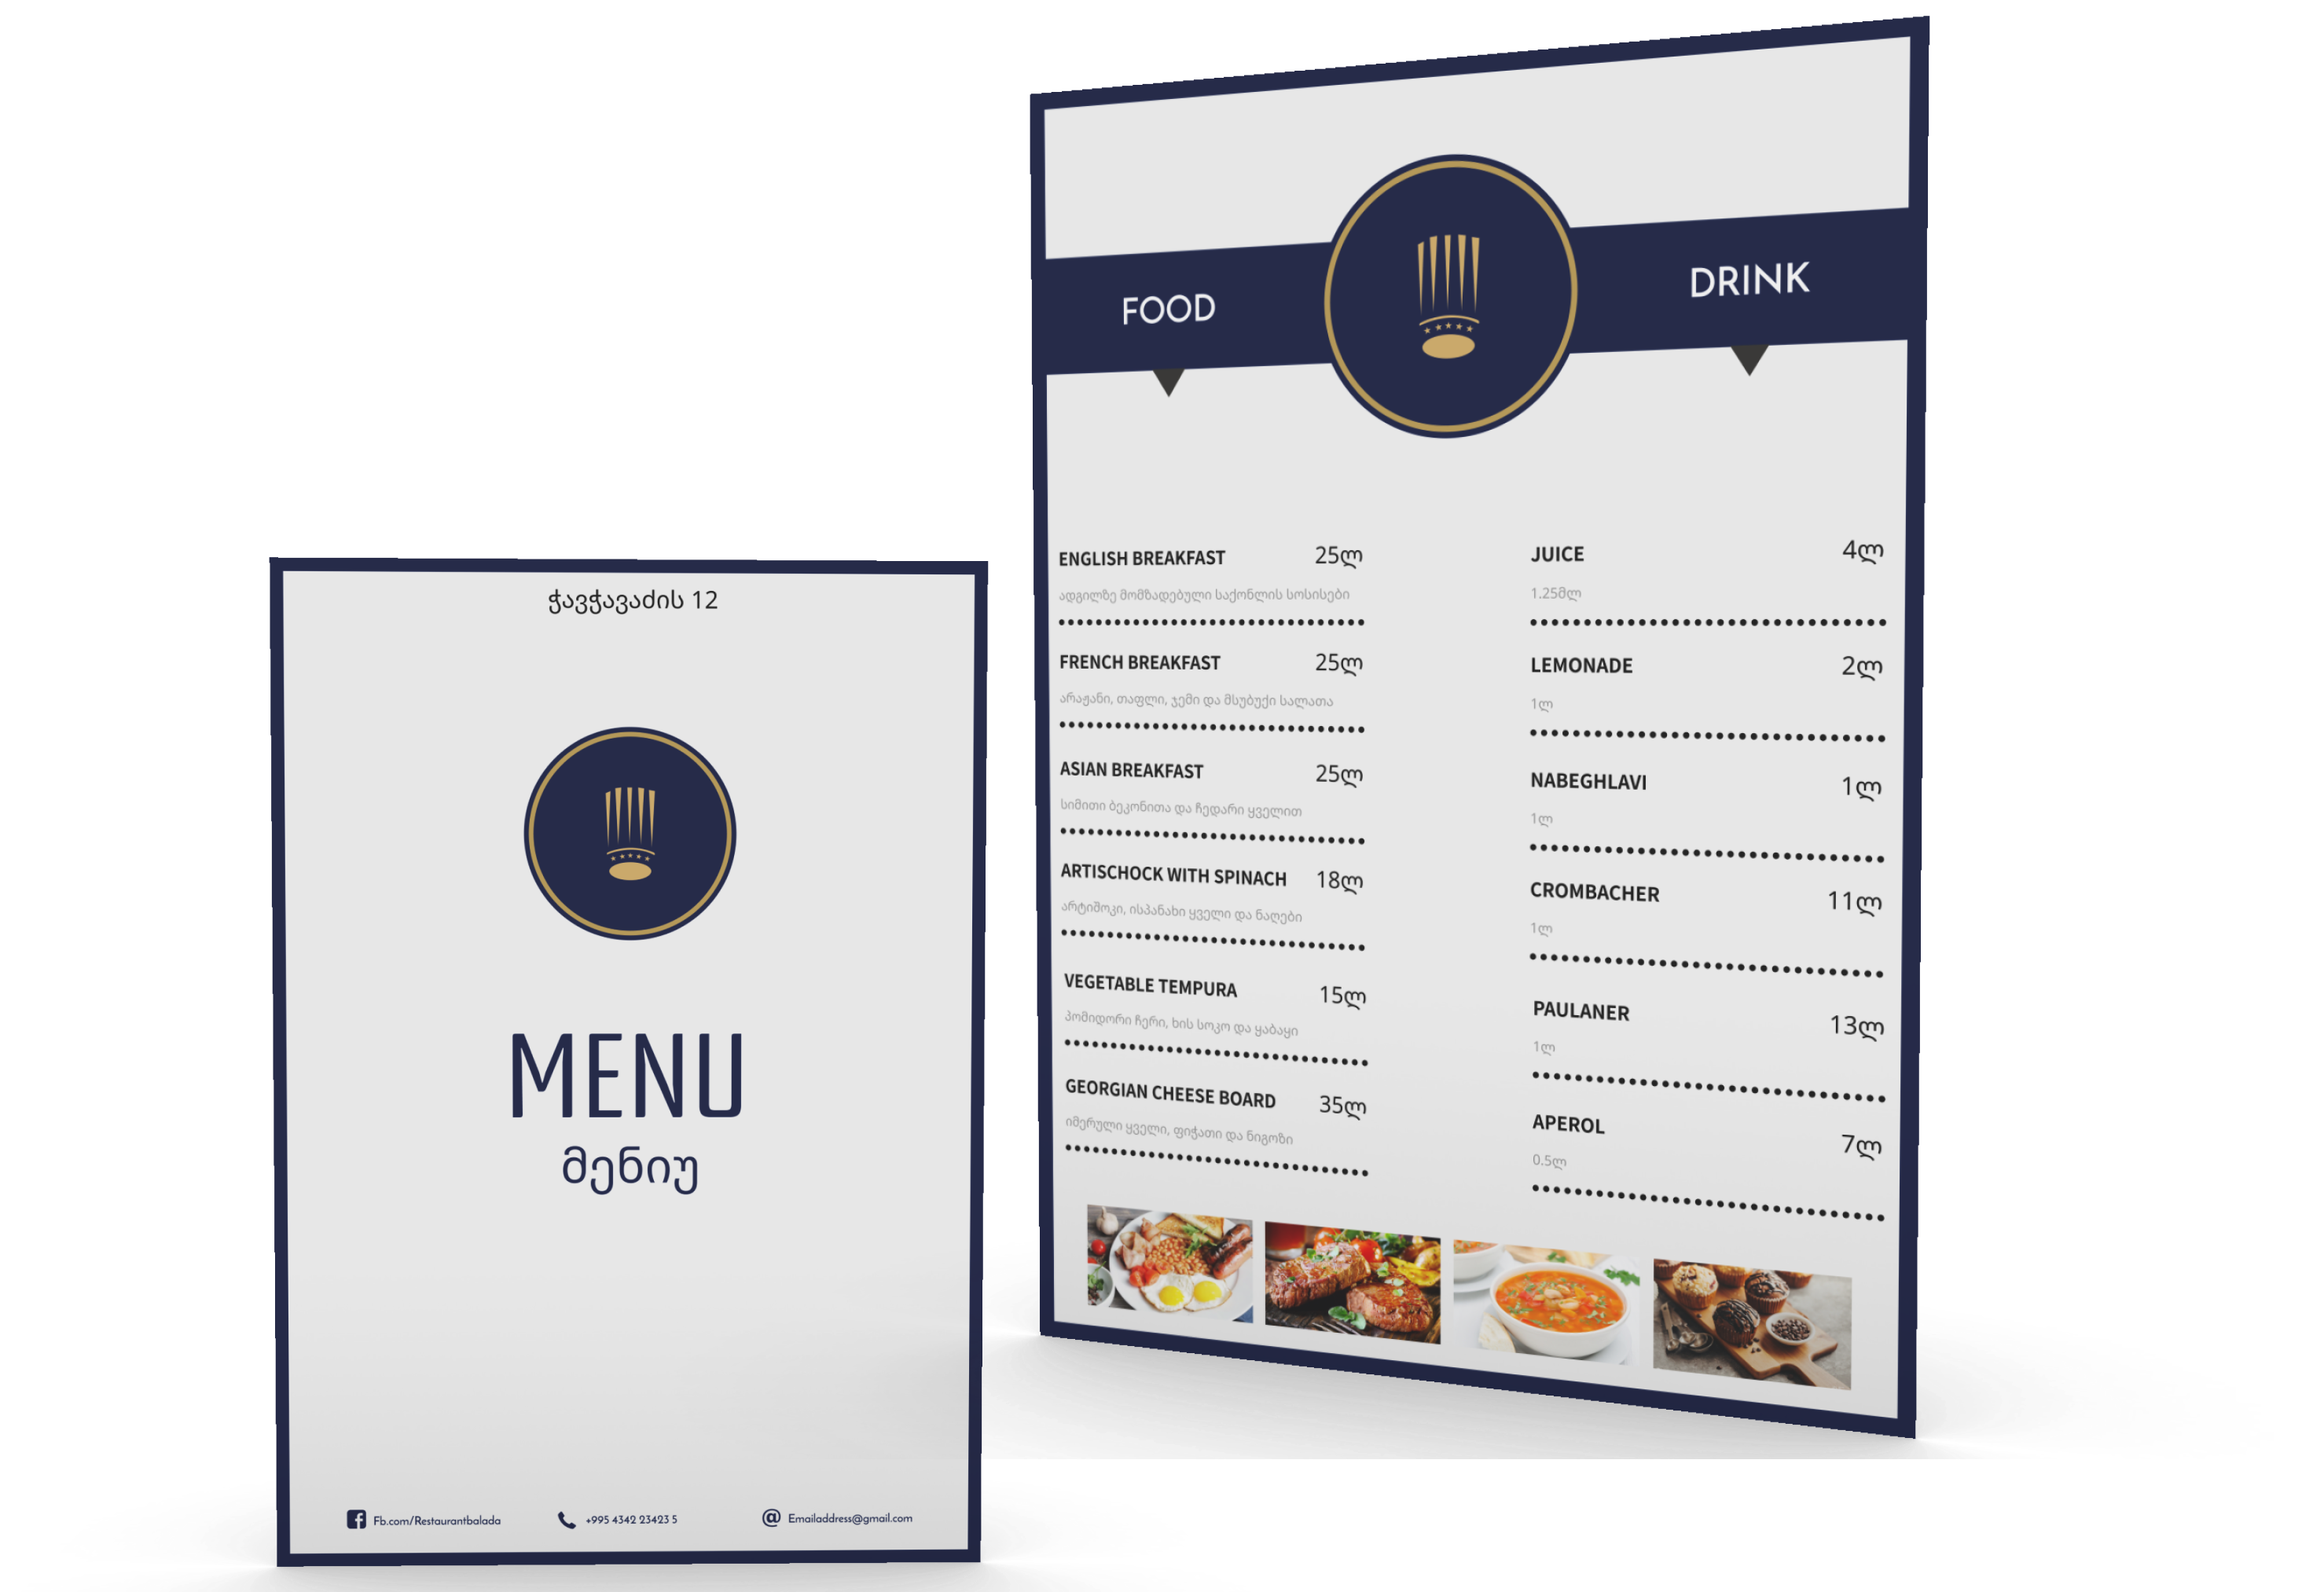 ჭავჭავაძის 12
MENU
მენიუ
Fb.com/Restaurantbalada
+995 4342 23423 5
@ Emailaddress@gmail.com
FOOD
DRINK
ENGLISH BREAKFAST 25ლ
ადგილზე მომზადებული საქონლის სოსისები
FRENCH BREAKFAST 25ლ
არაჟანი, თაფლი, ჯემი და მსუბუქი სალათა
ASIAN BREAKFAST 25ლ
სიმითი ბეკონითა და ჩედარი ყველით
ARTISCHOCK WITH SPINACH 18ლ
არტიშოკი, ისპანახი ყველი და ნაღები
VEGETABLE TEMPURA 15ლ
პომიდორი ჩერი, ხის სოკო და ყაბაყი
GEORGIAN CHEESE BOARD 35ლ
იმერული ყველი, ფიჭათი და ნიგოზი
JUICE 4ლ
1.25მლ
LEMONADE 2ლ
1ლ
NABEGHLAVI 1ლ
1ლ
CROMBACHER 11ლ
1ლ
PAULANER 13ლ
1ლ
APEROL 7ლ
0.5ლ